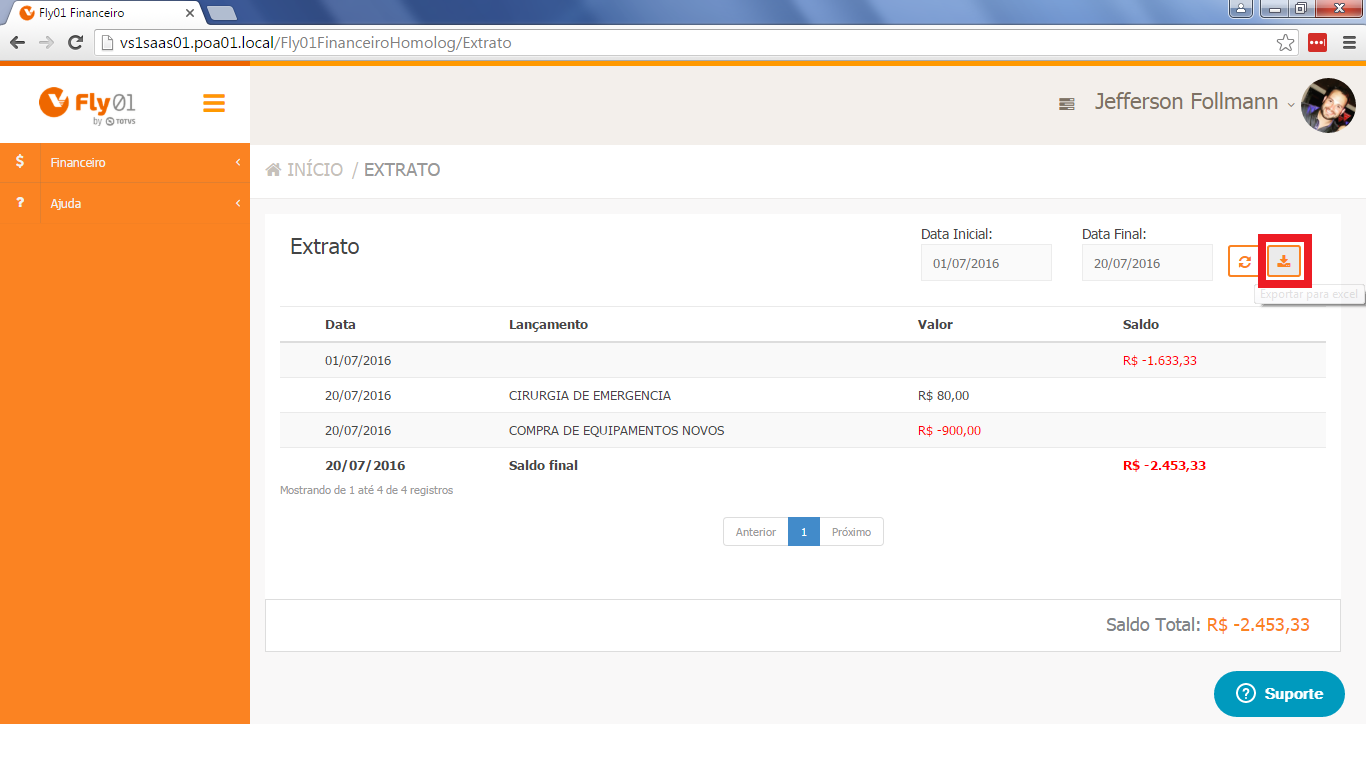 Fly01 Financeiro
vs1saas01.poa01.local/Fly01FinanceiroHomolog/Extrato
Fly01
by TOTVS
Jefferson Follmann
$ Financeiro
? Ajuda
INÍCIO / EXTRATO
Extrato
Data Inicial: Data Final:
01/07/2016 20/07/2016
Exportar para excel
Data Lançamento Valor Saldo
01/07/2016 R$ -1.633,33
20/07/2016 CIRURGIA DE EMERGENCIA R$ 80,00
20/07/2016 COMPRA DE EQUIPAMENTOS NOVOS R$ -900,00
20/07/2016 Saldo final R$ -2.453,33
Mostrando de 1 até 4 de 4 registros
Anterior 1 Próximo
Saldo Total: R$ -2.453,33
? Suporte